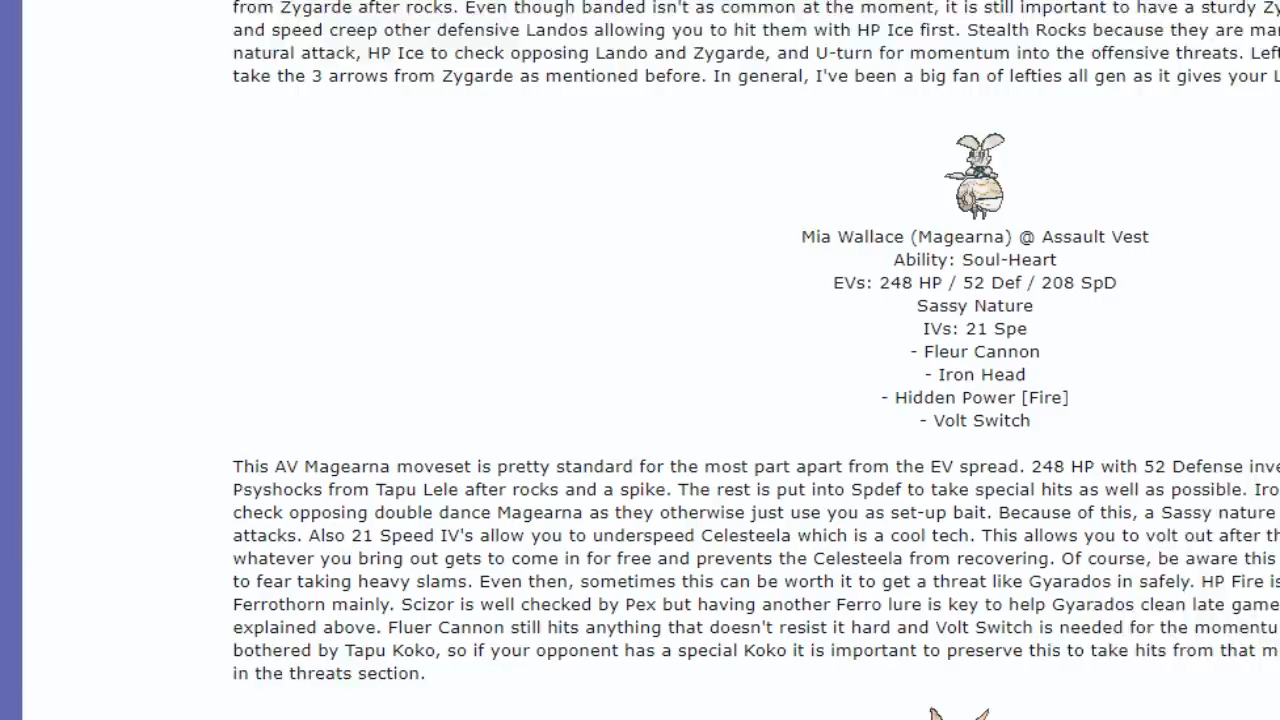 from Zygarde after rocks. Even though banded isn't as common at the moment, it is still important to have a sturdy
and speed creep other defensive Landos allowing you to hit them with HP Ice first. Stealth Rocks because they are
natural attack, HP Ice to check opposing Lando and Zygarde, and U-turn for momentum into the offensive threats.
take the 3 arrows from Zygarde as mentioned before. In general, I've been a big fan of lefties all gen as it gives your
Mia Wallace (Magearna) @ Assault Vest
Ability: Soul-Heart
EVs: 248 HP / 52 Def / 208 SpD
Sassy Nature
IVs: 21 Spe
- Fleur Cannon
- Iron Head
- Hidden Power [Fire]
- Volt Switch
This AV Magearna moveset is pretty standard for the most part apart from the EV spread. 248 HP with 52 Defense
Psyshocks from Tapu Lele after rocks and a spike. The rest is put into Spdef to take special hits as well as possible.
check opposing double dance Magearna as they otherwise just use you as set-up bait. Because of this, a Sassy nature
attacks. Also 21 Speed IV's allow you to underspeed Celesteela which is a cool tech. This allows you to volt out after
whatever you bring out gets to come in for free and prevents the Celesteela from recovering. Of course, be aware this
to fear taking heavy slams. Even then, sometimes this can be worth it to get a threat like Gyarados in safely. HP Fire is
Ferrothorn mainly. Scizor is well checked by Pex but having another Ferro lure is key to help Gyarados clean late game
explained above. Fluer Cannon still hits anything that doesn't resist it hard and Volt Switch is needed for the
bothered by Tapu Koko, so if your opponent has a special Koko it is important to preserve this to take hits from that
in the threats section.